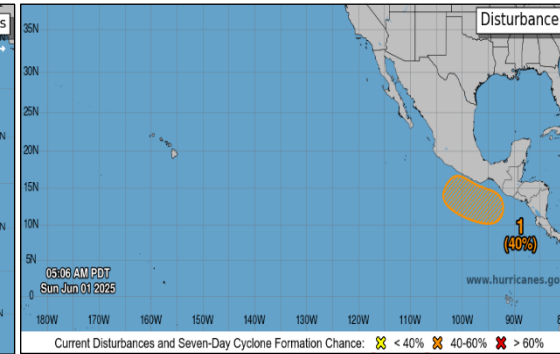 s
Disturbance
35N
30N
25N
20N
15N
10N
5N
0
1
(40%)
05:06 AM PDT
Sun Jun 01 2025
www.hurricanes.go
180W 170W 160W 150W 140W 130W 120W 110W 100W 90W 8
Current Disturbances and Seven-Day Cyclone Formation Chance: < 40% 40-60% > 60%